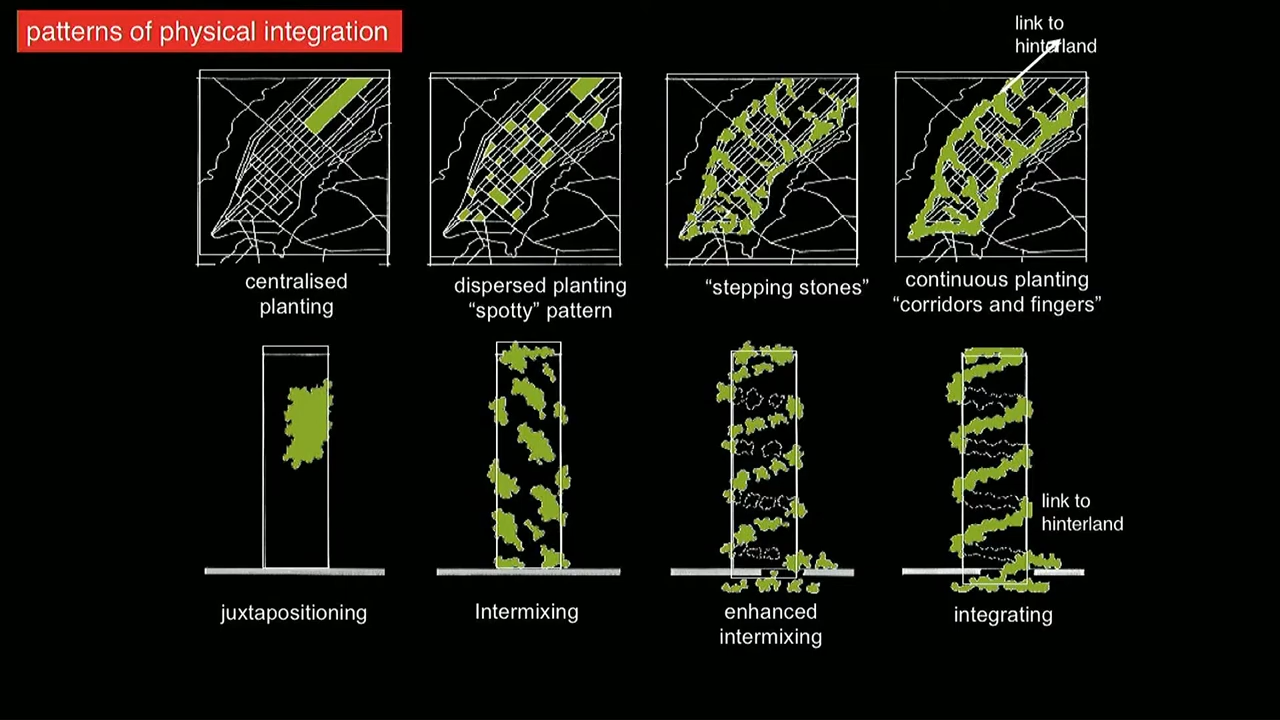 patterns of physical integration
link to
hinterland
centralised
planting
dispersed planting
“spotty” pattern
“stepping stones”
continuous planting
“corridors and fingers”
link to
hinterland
juxtapositioning
Intermixing
enhanced
intermixing
integrating